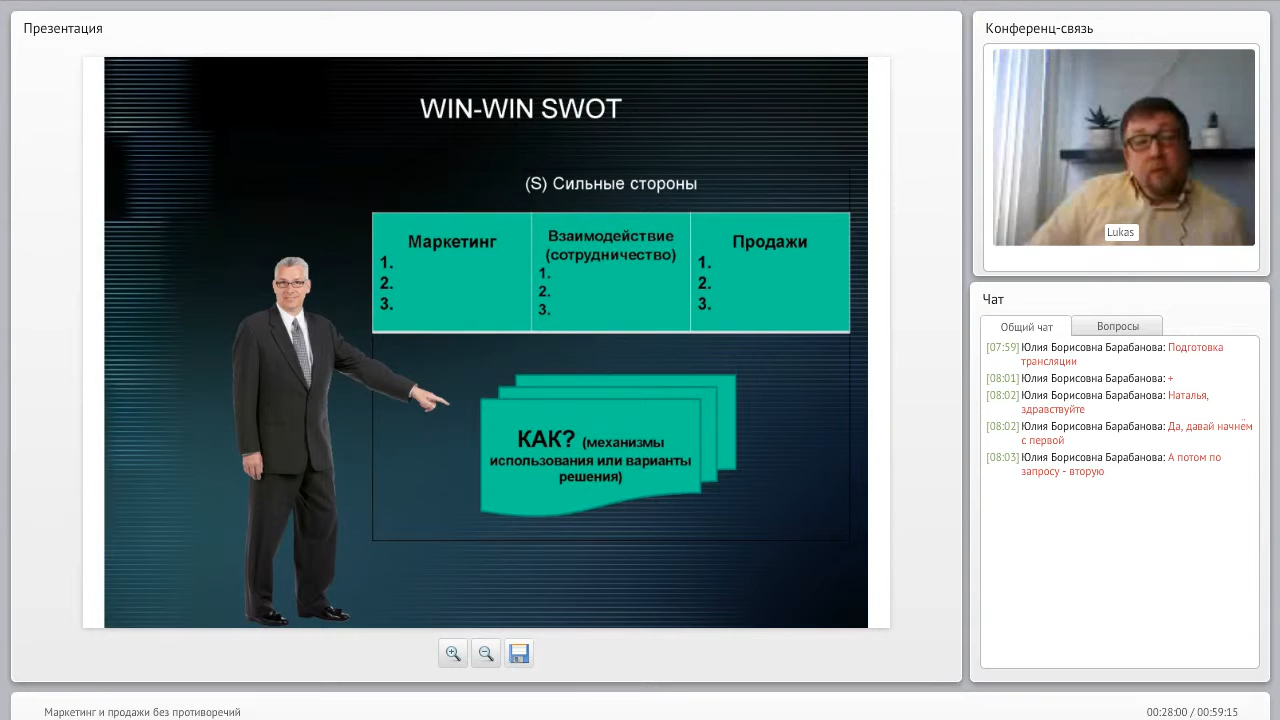 Презентация
WIN-WIN SWOT
(S) Сильные стороны
Маркетинг
1.
2.
3.
Взаимодействие
(сотрудничество)
1.
2.
3.
Продажи
1.
2.
3.
КАК? (механизмы
использования или варианты
решения)
Конференц-связь
Lukas
Чат
Общий чат
Вопросы
[07:59] Юлия Борисовна Барабанова: Подготовка
трансляции
[08:01] Юлия Борисовна Барабанова: +
[08:02] Юлия Борисовна Барабанова: Наталья,
здравствуйте
[08:02] Юлия Борисовна Барабанова: Да, давай начнём
с первой
[08:03] Юлия Борисовна Барабанова: А потом по
запросу - вторую
Маркетинг и продажи без противоречий
00:28:00 / 00:59:15